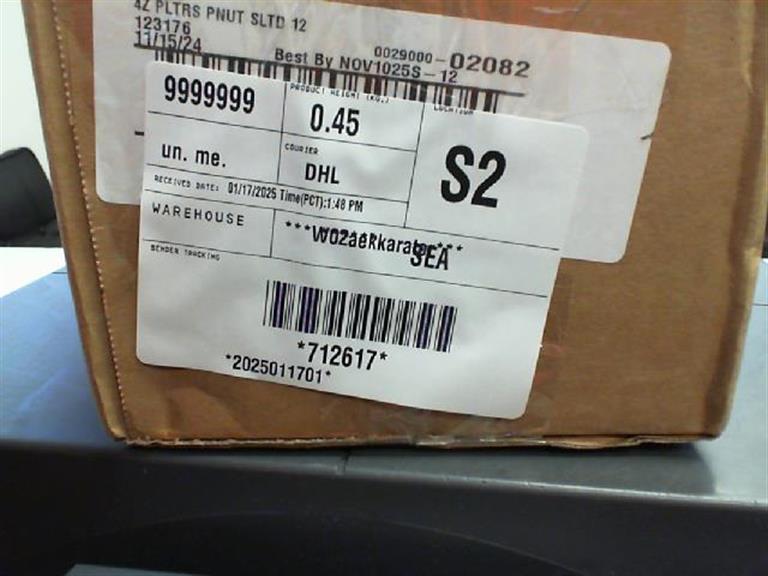 4Z PLTRS PNUT SLTD 12
123176
11/15/24
0029000-02082
Best By NOV1025S-12
9999999
PRODUCT WEIGHT (KG.)
0.45
LOCATION
S2
un. me.
COURIER
DHL
RECEIVED DATE: 01/17/2025 Time(PCT):1:48 PM
WAREHOUSE
SEA
SENDER TRACKING
*712617*
*2025011701*